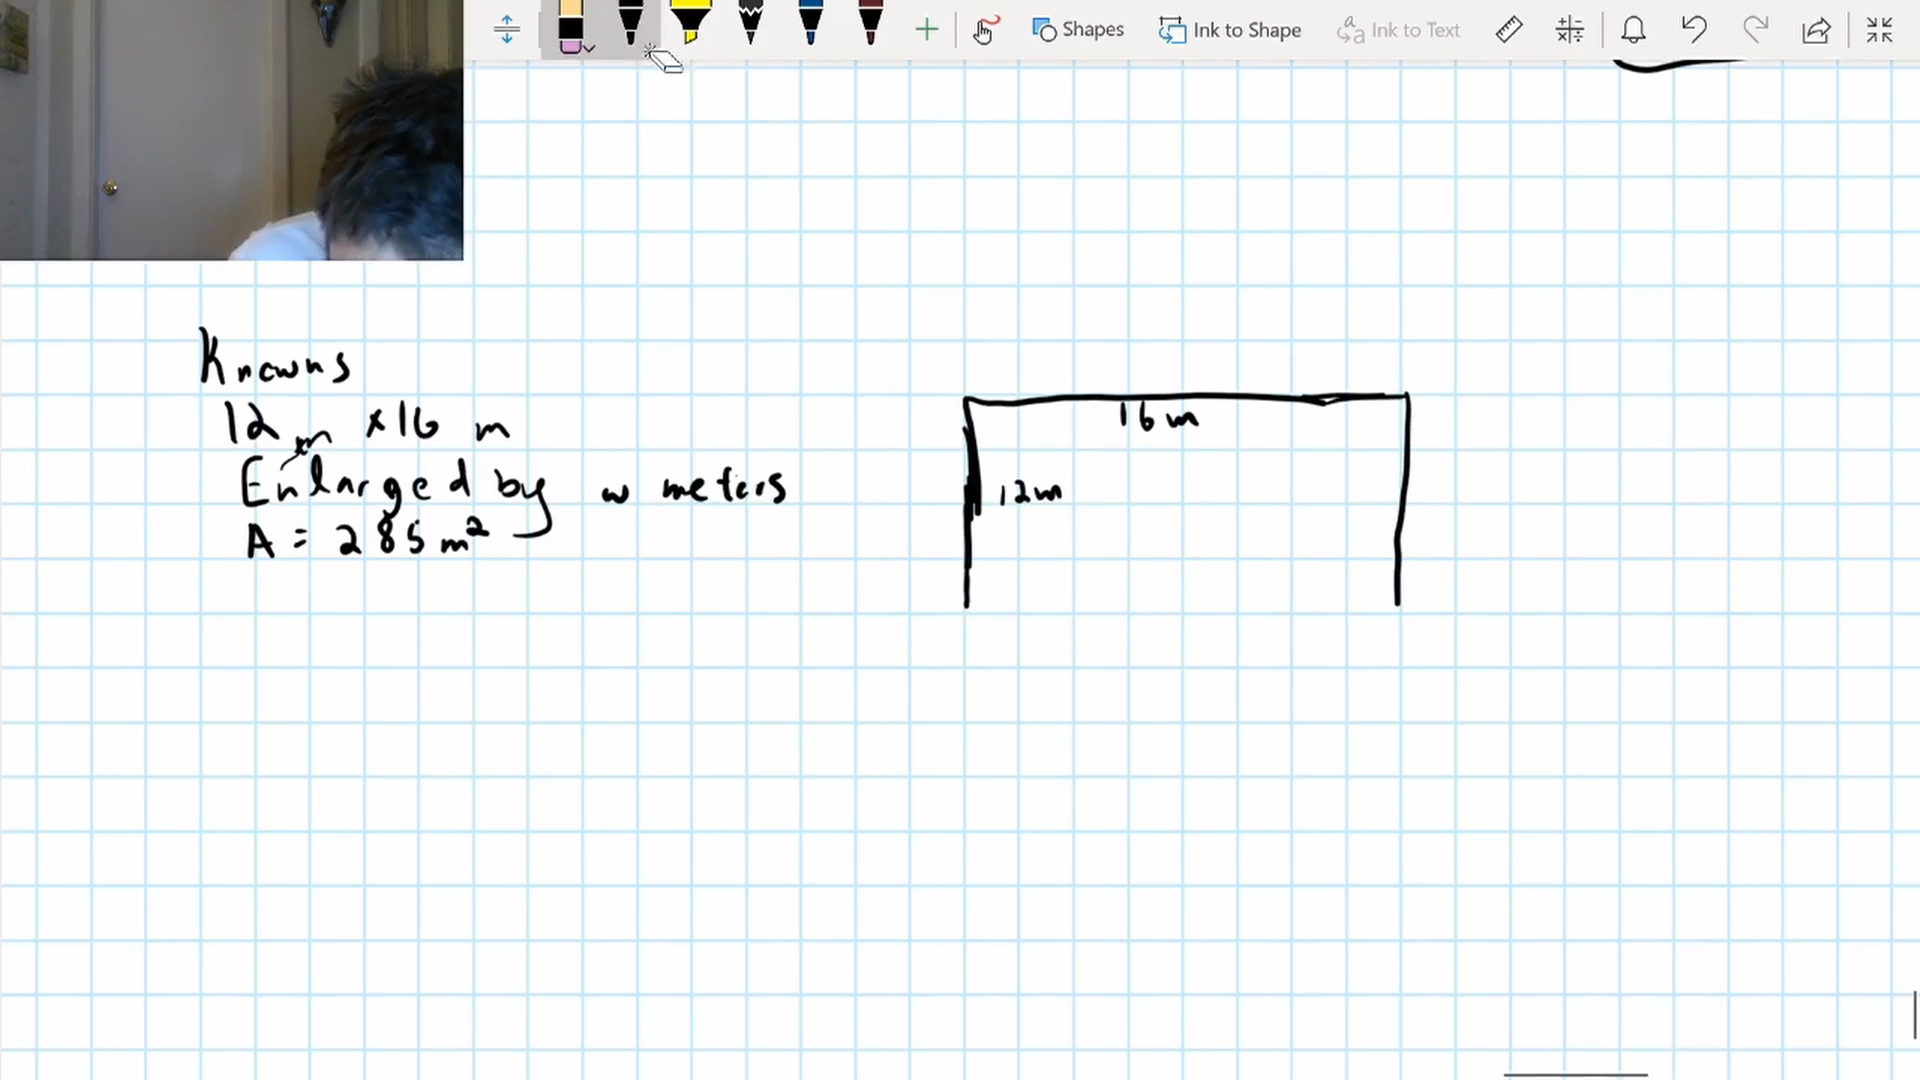 Shapes Ink to Shape Ink to Text
Knowns
12 m × 16 m
Enlarged by w meters
A = 285 m²
16 m
12 m